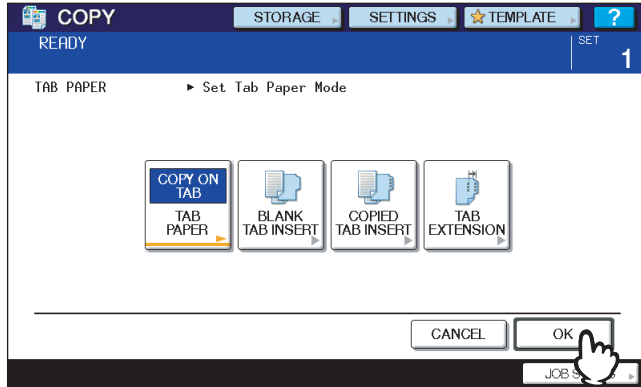 COPY
STORAGE
SETTINGS
TEMPLATE
?
READY
SET
1
TAB PAPER
Set Tab Paper Mode
COPY ON
TAB
TAB
PAPER
BLANK
TAB INSERT
COPIED
TAB INSERT
TAB
EXTENSION
CANCEL
OK
JOB